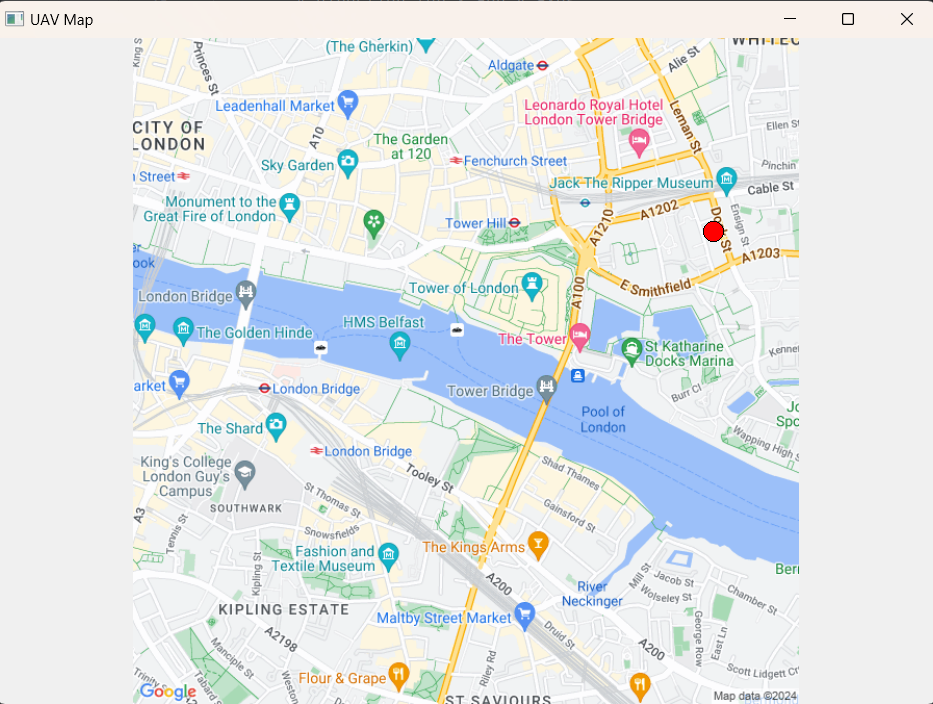 UAV Map
(The Gherkin)
Princes St
King St
Aldgate
Alie St
Leadenhall Market
Leonardo Royal Hotel
London Tower Bridge
Leman St
CITY OF
LONDON
A10
The Garden
at 120
Ellen St
Sky Garden
Fenchurch Street
Pinchin
Street
Jack The Ripper Museum
Cable St
Monument to the
Great Fire of London
A1202
Ensign St
Tower Hill
A1210
A1203
Tower of London
E Smithfield
A100
London Bridge
The Golden Hinde
HMS Belfast
The Tower
St Katharine
Docks Marina
Kenne
arket
London Bridge
Tower Bridge
Burr Cl
Pool of
London
The Shard
Wapping High S
London Bridge
King's College
London Guy's
Campus
Tooley St
Shad Thames
St Thomas St
SOUTHWARK
Gainsford St
A3
Tennis St
Snowsfields
Fashion and
Textile Museum
The Kings Arms
Kipling St
A200
River
Neckinger
Mill St
Jacob St
Wolseley St
Ber
Chamber St
KIPLING ESTATE
Maltby Street Market
Druid St
A2198
Manciple St
A200
George Row
East Ln
Riley Rd
Scott Lidgett C
Flour & Grape
Tabard St
Weston
Google
ST SAVIOURS
Map data ©2024